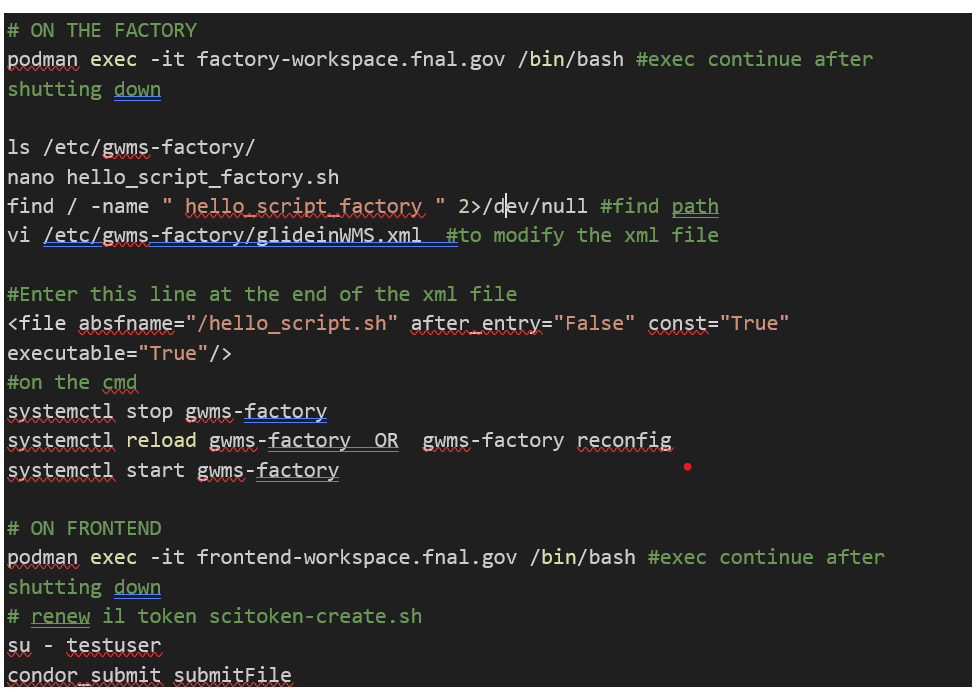 # ON THE FACTORY
podman exec -it factory-workspace.fnal.gov /bin/bash #exec continue after
shutting down
ls /etc/gwms-factory/
nano hello_script_factory.sh
find / -name " hello_script_factory " 2>/dev/null #find path
vi /etc/gwms-factory/glideinWMS.xml  #to modify the xml file
#Enter this line at the end of the xml file
<file absfname="/hello_script.sh" after_entry="False" const="True"
executable="True"/>
#on the cmd
systemctl stop gwms-factory
systemctl reload gwms-factory  OR  gwms-factory reconfig
systemctl start gwms-factory
# ON FRONTEND
podman exec -it frontend-workspace.fnal.gov /bin/bash #exec continue after
shutting down
# renew il token scitoken-create.sh
su - testuser
condor_submit submitFile